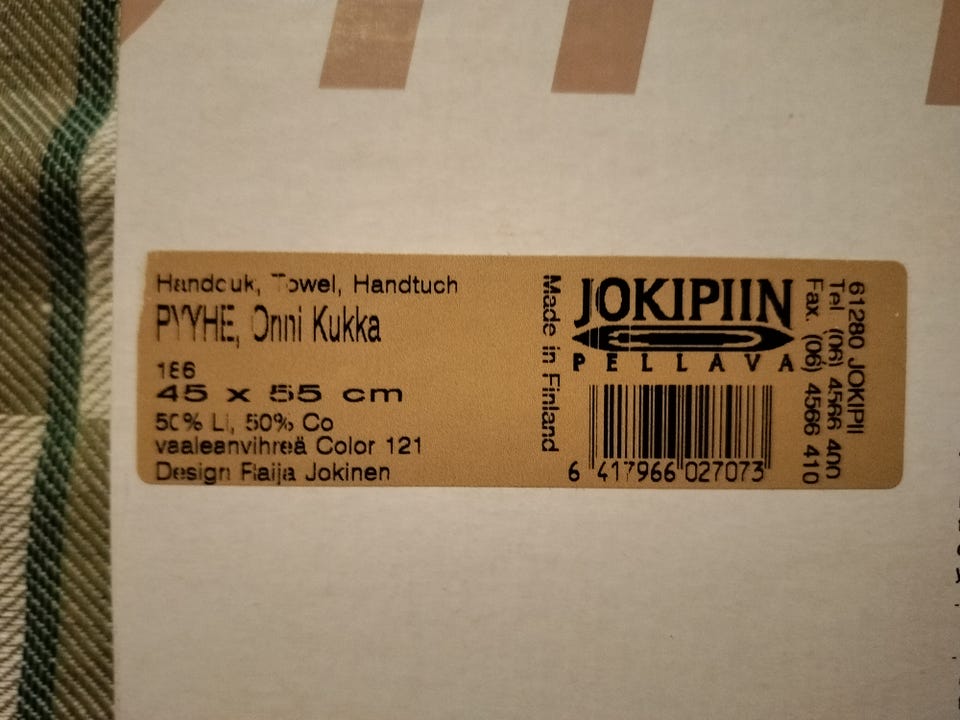 Handduk, Towel, Handtuch
PYYHE, Onni Kukka
186
45 x 55 cm
50% Li, 50% Co
vaaleanvihreä Color 121
Design Raija Jokinen
Made in Finland
JOKIPIIN
PELLAVA
6 417966 027073
61280 JOKIPII
Tel (06) 4566 400
Fax. (06) 4566 410